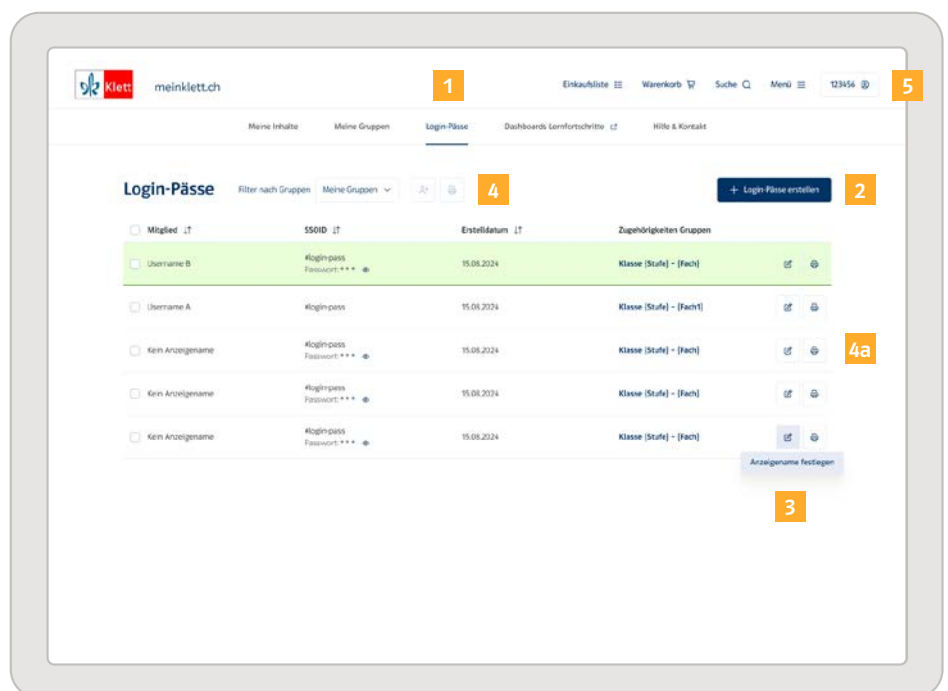 Klett meinklett.ch 1 Einkaufsliste Warenkorb Suche Menü 123456 5
Meine Inhalte Meine Gruppen Login-Pässe Dashboards Lernfortschritte Hilfe & Kontakt
Login-Pässe Filter nach Gruppen Meine Gruppen 4 + Login-Pässe erstellen 2
Mitglied SSOID Erstelldatum Zugehörigkeiten Gruppen
Username B #login-pass 15.08.2024 Klasse [Stufe] - [Fach]
Passwort: ***
Username A #login-pass 15.08.2024 Klasse [Stufe] - [Fach1]
Kein Anzeigename #login-pass 15.08.2024 Klasse [Stufe] - [Fach] 4a
Passwort: ***
Kein Anzeigename #login-pass 15.08.2024 Klasse [Stufe] - [Fach]
Passwort: ***
Kein Anzeigename #login-pass 15.08.2024 Klasse [Stufe] - [Fach]
Passwort: ***
Anzeigename festlegen
3